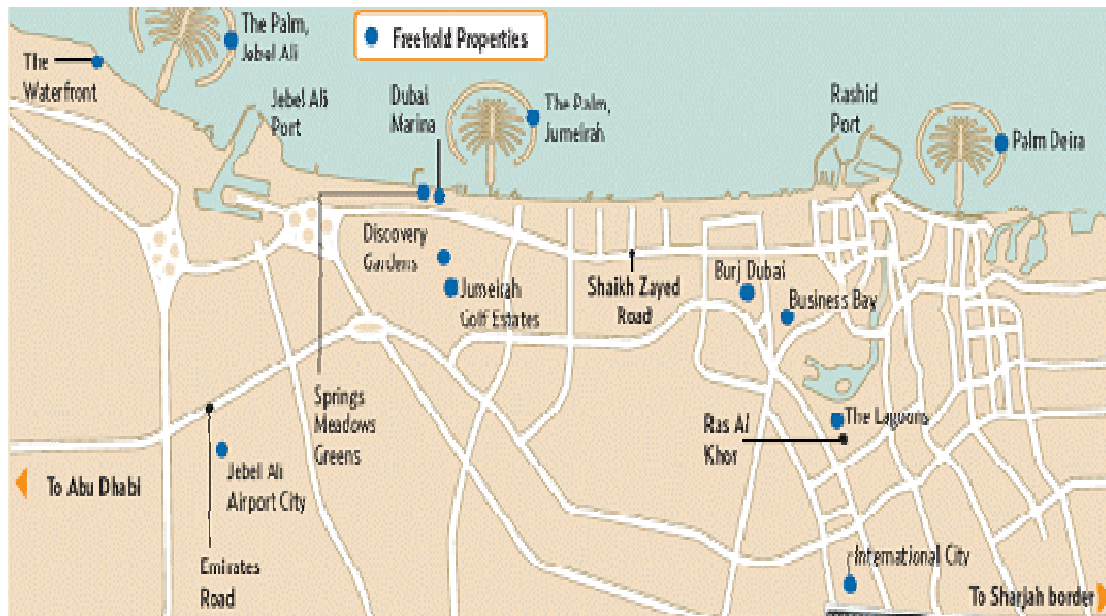 The Palm,
Jebel Ali
Freehold Properties
The
Waterfront
Jebel Ali
Port
Dubai
Marina
The Palm,
Jumeirah
Rashid
Port
Palm Deira
Discovery
Gardens
Jumeirah
Golf Estates
Shaikh Zayed
Road
Burj Dubai
Business Bay
Springs
Meadows
Greens
Ras Al
Khor
The Lagoons
Jebel Ali
Airport City
To Abu Dhabi
Emirates
Road
International City
To Sharjah border